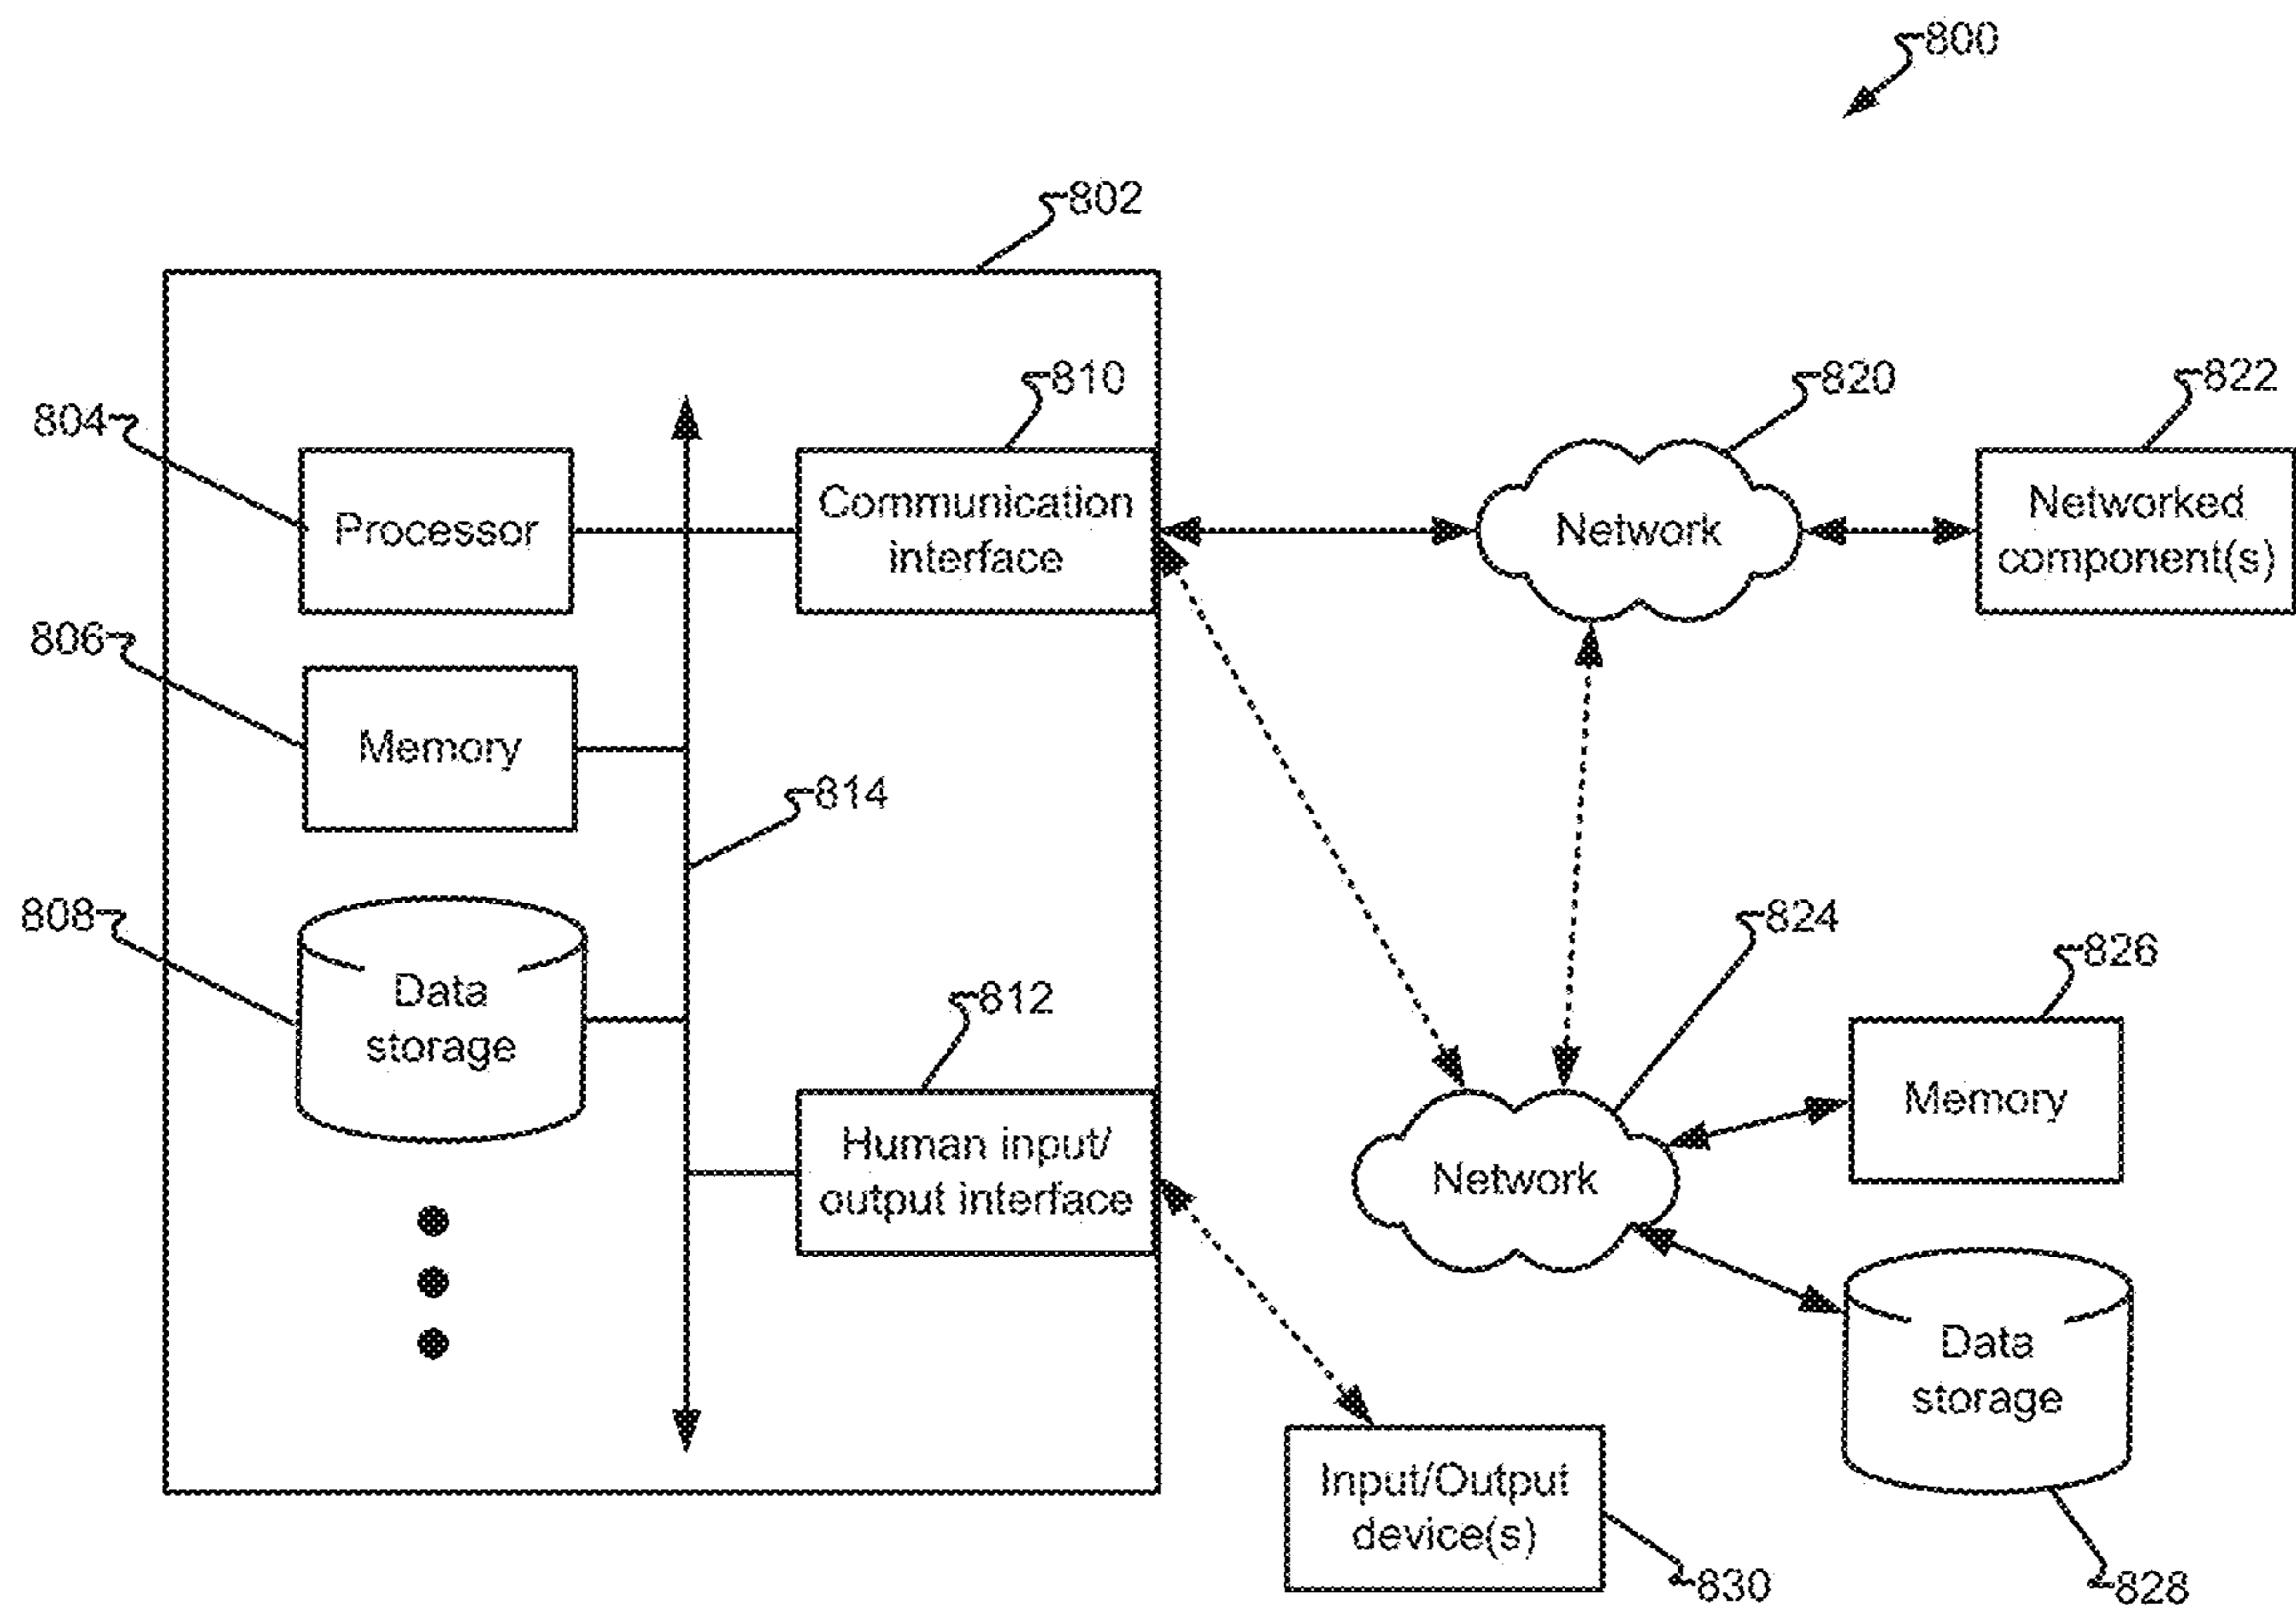 800
802
810
820
822
804
Processor
Communication
interface
Network
Networked
component(s)
806
Memory
814
808
Data
storage
812
824
826
Human input/
output interface
Network
Memory
Data
storage
Input/Output
device(s)
830
828